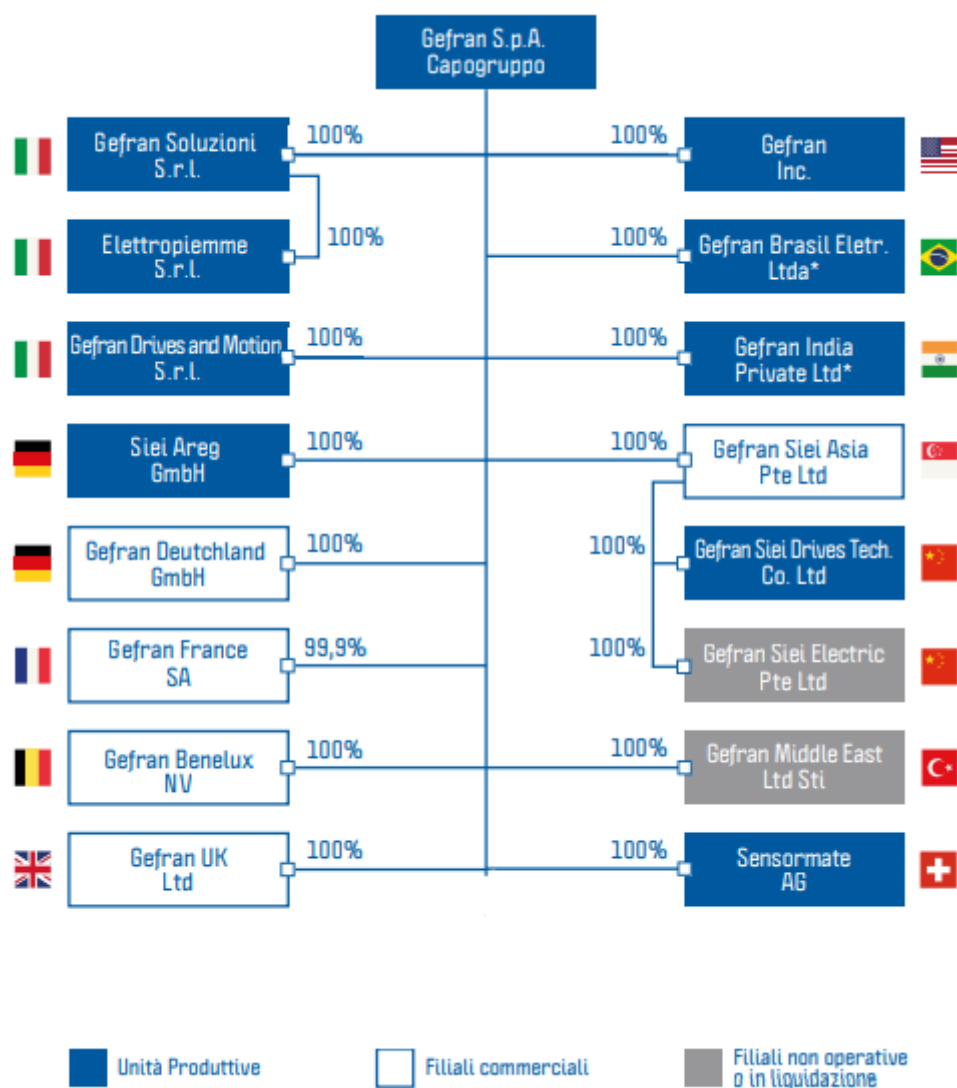 Gefran S.p.A.
Capogruppo
Gefran Soluzioni
S.r.l.
100%
100%
Gefran
Inc.
Elettropiemme
S.r.l.
100%
100%
Gefran Brasil Eletr.
Ltda*
Gefran Drives and Motion
S.r.l.
100%
100%
Gefran India
Private Ltd*
Siei Areg
GmbH
100%
100%
Gefran Siei Asia
Pte Ltd
Gefran Deutchland
GmbH
100%
100%
Gefran Siei Drives Tech.
Co. Ltd
Gefran France
SA
99,9%
100%
Gefran Siei Electric
Pte Ltd
Gefran Benelux
NV
100%
100%
Gefran Middle East
Ltd Sti
Gefran UK
Ltd
100%
100%
Sensormate
AG
Unità Produttive
Filiali commerciali
Filiali non operative
o in liquidazione